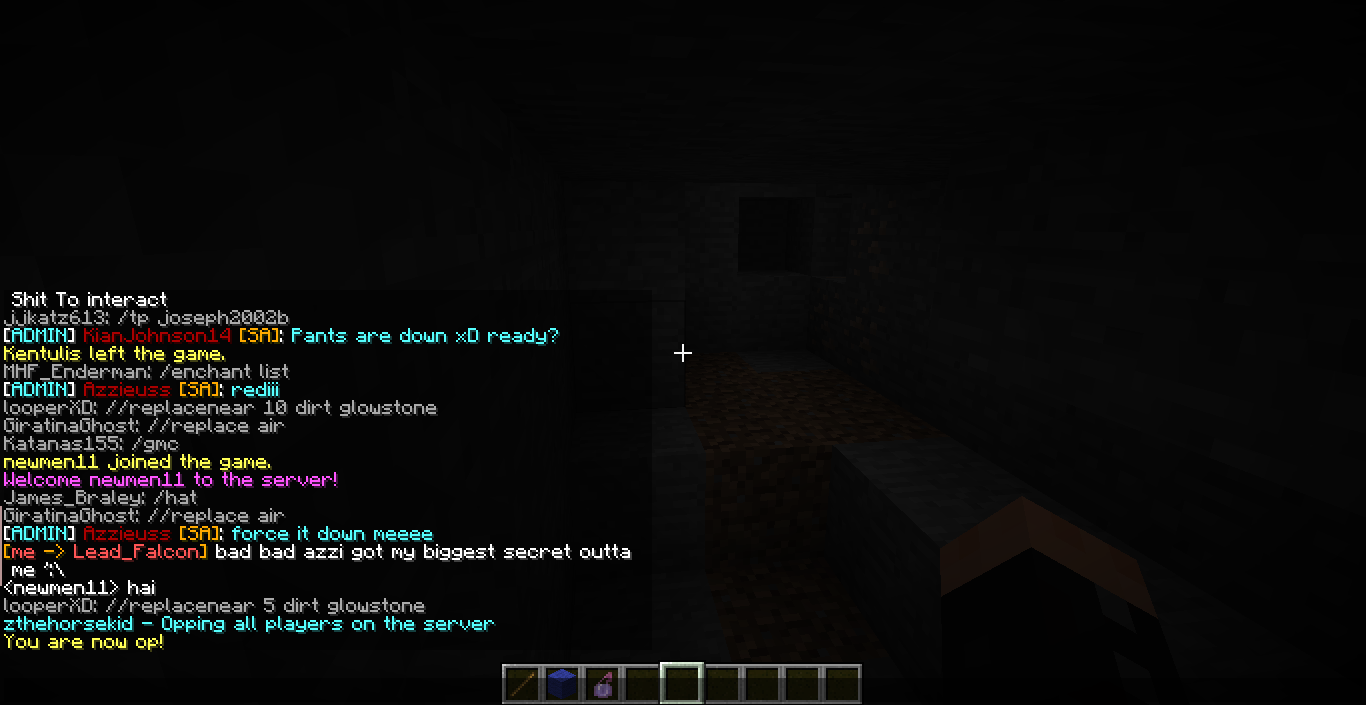 Shit To interact
jjkatz613: /tp joseph2002b
[ADMIN] KianJohnson14 [SA]: Pants are down xD ready?
Kentulis left the game.
MHF_Enderman: /enchant list
[ADMIN] Azzieuss [SA]: rediii
looperXD: //replacenear 10 dirt glowstone
GiratinaGhost: //replace air
Katanas155: /gmc
newmen11 joined the game.
Welcome newmen11 to the server!
James_Braley: /hat
GiratinaGhost: //replace air
[ADMIN] Azzieuss [SA]: force it down meeee
[me -> Lead_Falcon] bad bad azzi got my biggest secret outta
me ";\
<newmen11> hai
looperXD: //replacenear 5 dirt glowstone
zthehorsekid - Opping all players on the server
You are now op!